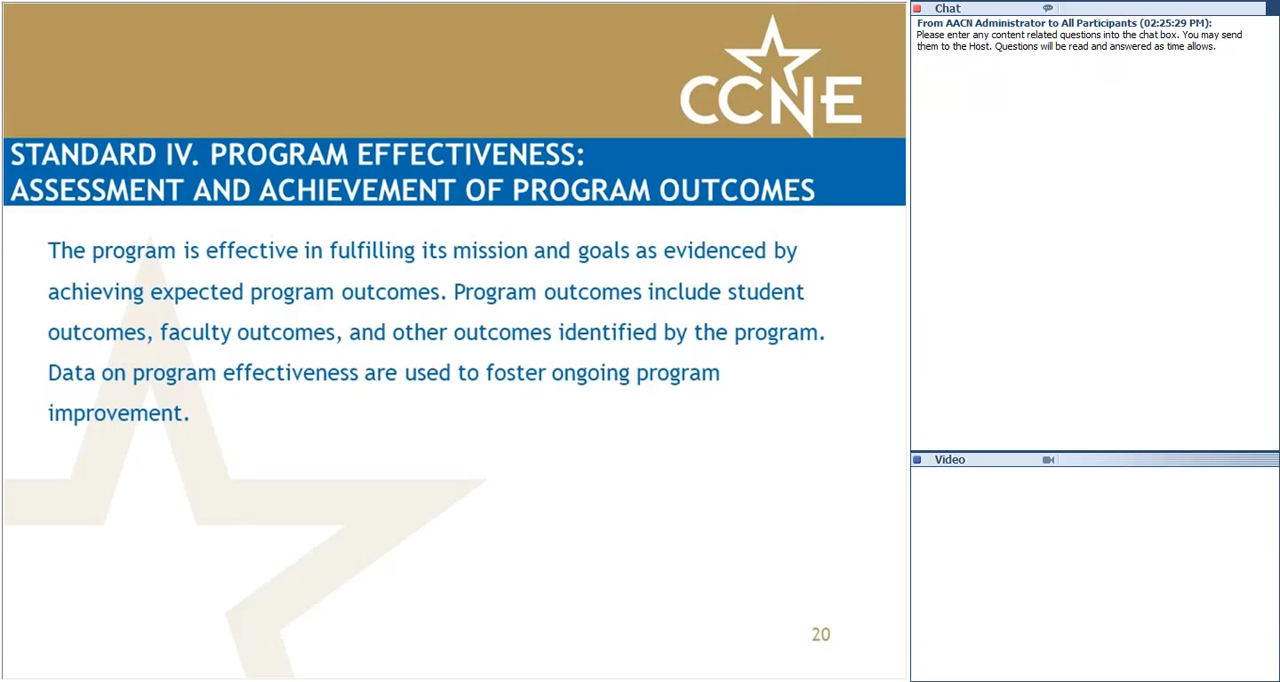 CCNE
STANDARD IV. PROGRAM EFFECTIVENESS:
ASSESSMENT AND ACHIEVEMENT OF PROGRAM OUTCOMES
The program is effective in fulfilling its mission and goals as evidenced by
achieving expected program outcomes. Program outcomes include student
outcomes, faculty outcomes, and other outcomes identified by the program.
Data on program effectiveness are used to foster ongoing program
improvement.
20
Chat
From AACN Administrator to All Participants (02:25:29 PM):
Please enter any content related questions into the chat box. You may send
them to the Host. Questions will be read and answered as time allows.
Video